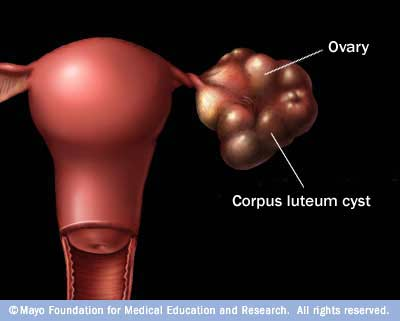 Ovary
Corpus luteum cyst
© Mayo Foundation for Medical Education and Research. All rights reserved.